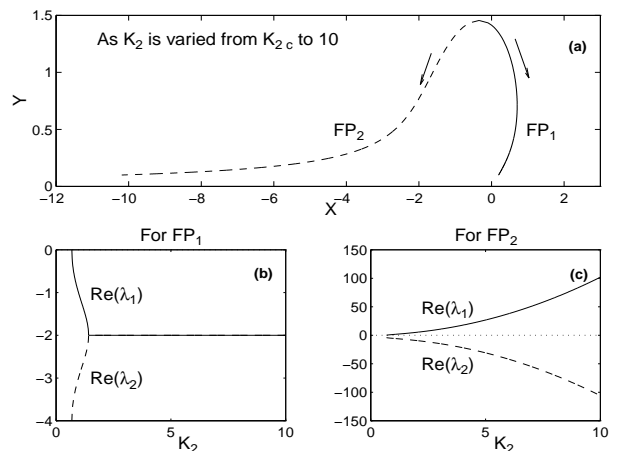 As K2 is varied from K2 c to 10
(a)
1.5
1
0.5
0
Y
FP2
FP1
−12 −10 −8 −6 −4 −2 0 2
X
For FP1
(b)
0
−1
−2
−3
−4
Re(λ1)
Re(λ2)
0 5 10
K2
For FP2
(c)
150
100
50
0
−50
−100
−150
Re(λ1)
Re(λ2)
0 5 10
K2